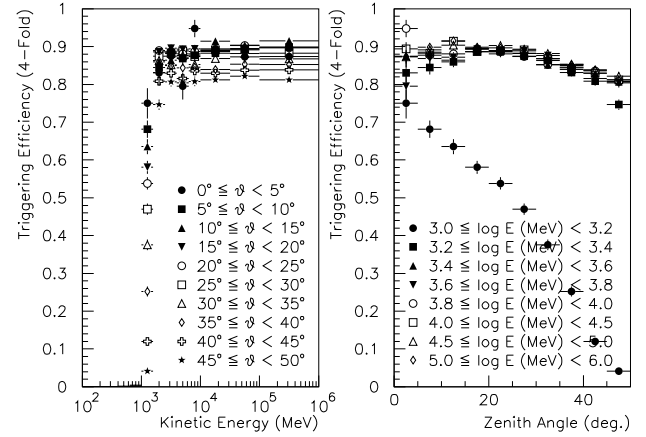 Triggering Efficiency (4-Fold)
1
0.9
0.8
0.7
0.6
0.5
0.4
0.3
0.2
0.1
0
0° ≤ ϑ < 5°
5° ≤ ϑ < 10°
10° ≤ ϑ < 15°
15° ≤ ϑ < 20°
20° ≤ ϑ < 25°
25° ≤ ϑ < 30°
30° ≤ ϑ < 35°
35° ≤ ϑ < 40°
40° ≤ ϑ < 45°
45° ≤ ϑ < 50°
10² 10³ 10⁴ 10⁵ 10⁶
Kinetic Energy (MeV)
Triggering Efficiency (4-Fold)
1
0.9
0.8
0.7
0.6
0.5
0.4
0.3
0.2
0.1
0
3.0 ≤ log E (MeV) < 3.2
3.2 ≤ log E (MeV) < 3.4
3.4 ≤ log E (MeV) < 3.6
3.6 ≤ log E (MeV) < 3.8
3.8 ≤ log E (MeV) < 4.0
4.0 ≤ log E (MeV) < 4.5
4.5 ≤ log E (MeV) < 5.0
5.0 ≤ log E (MeV) < 6.0
0 20 40
Zenith Angle (deg.)